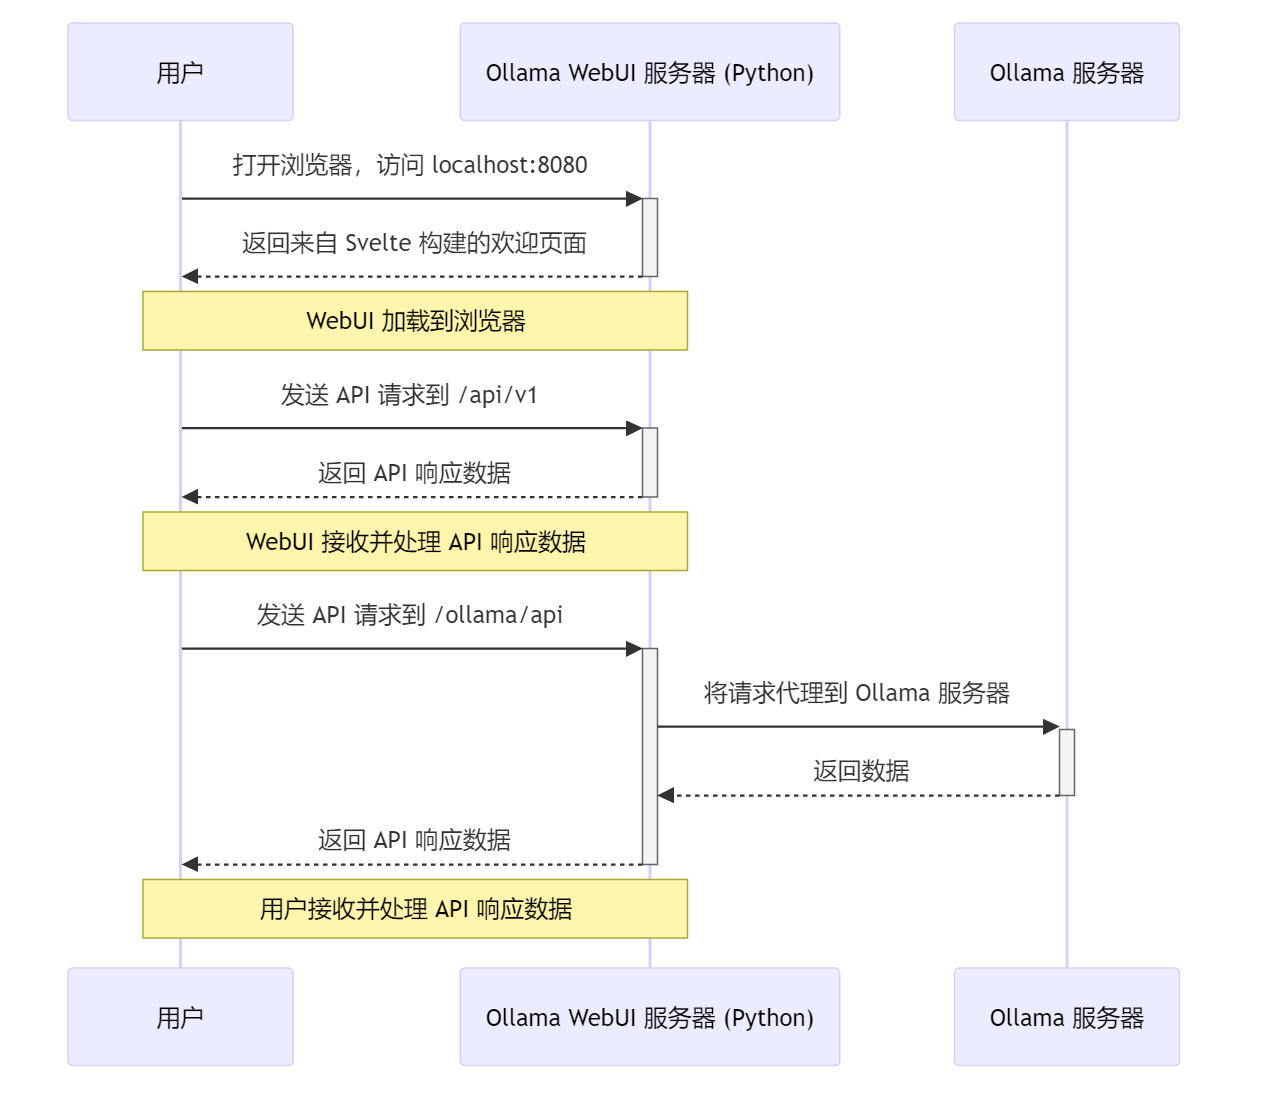 用户
Ollama WebUI 服务器 (Python)
Ollama 服务器
打开浏览器，访问 localhost:8080
返回来自 Svelte 构建的欢迎页面
WebUI 加载到浏览器
发送 API 请求到 /api/v1
返回 API 响应数据
WebUI 接收并处理 API 响应数据
发送 API 请求到 /ollama/api
将请求代理到 Ollama 服务器
返回数据
返回 API 响应数据
用户接收并处理 API 响应数据
用户
Ollama WebUI 服务器 (Python)
Ollama 服务器